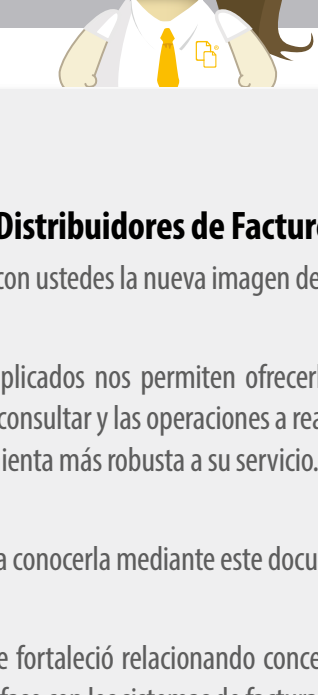 Distribuidores de Factur
con ustedes la nueva imagen de
plicados nos permiten ofrecer
consultar y las operaciones a rea
ienta más robusta a su servicio.
a conocerla mediante este docu
e fortaleció relacionando conce